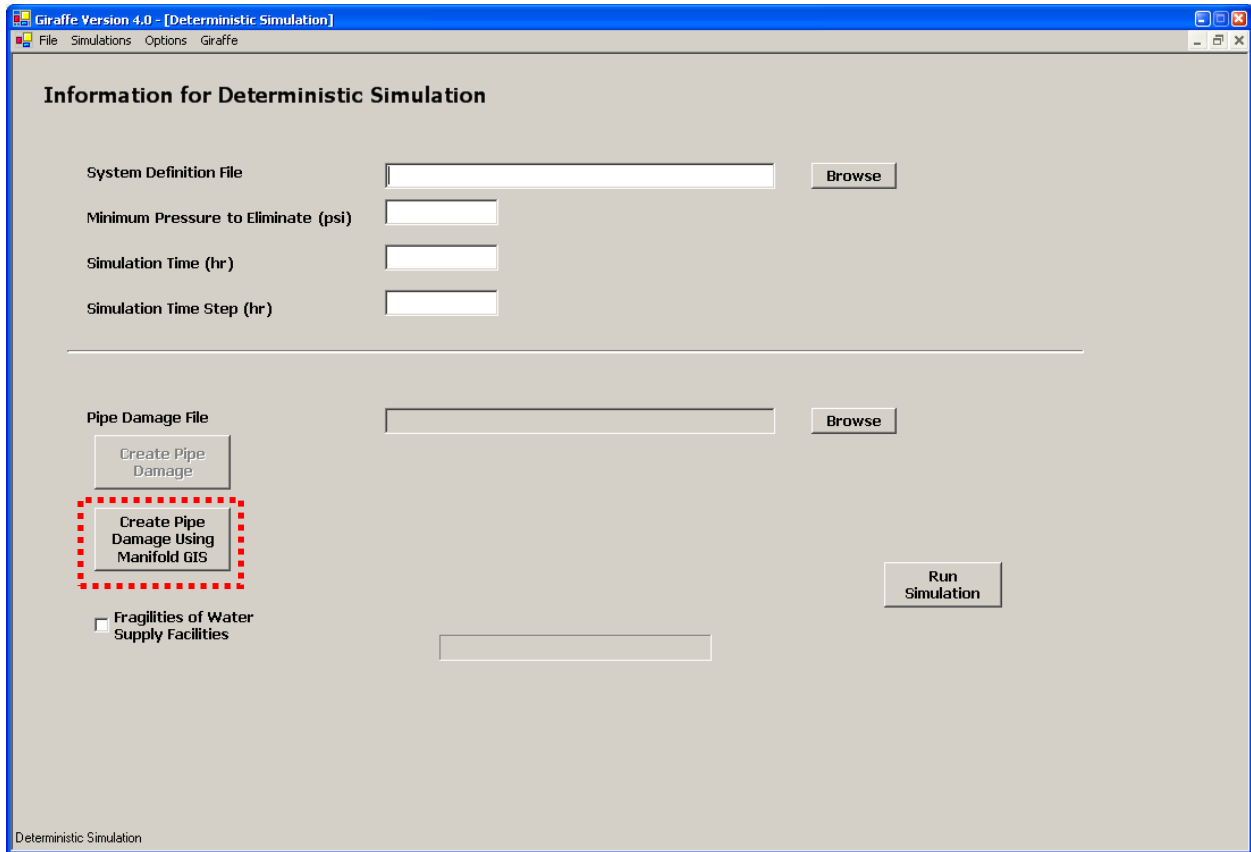 Giraffe Version 4.0 - [Deterministic Simulation]
File Simulations Options Giraffe
Information for Deterministic Simulation
System Definition File
Browse
Minimum Pressure to Eliminate (psi)
Simulation Time (hr)
Simulation Time Step (hr)
Pipe Damage File
Browse
Create Pipe
Damage
Create Pipe
Damage Using
Manifold GIS
Run
Simulation
Fragilities of Water
Supply Facilities
Deterministic Simulation